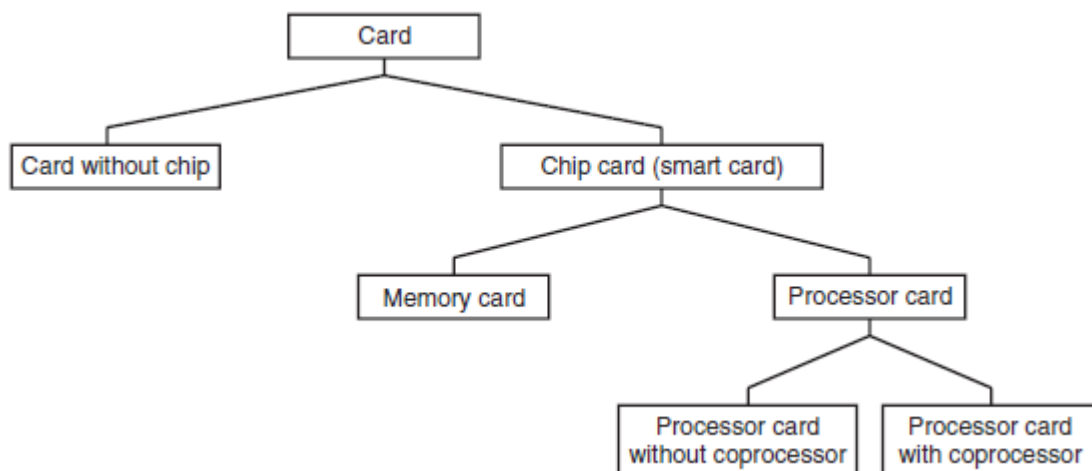 Card
Card without chip
Chip card (smart card)
Memory card
Processor card
Processor card
without coprocessor
Processor card
with coprocessor